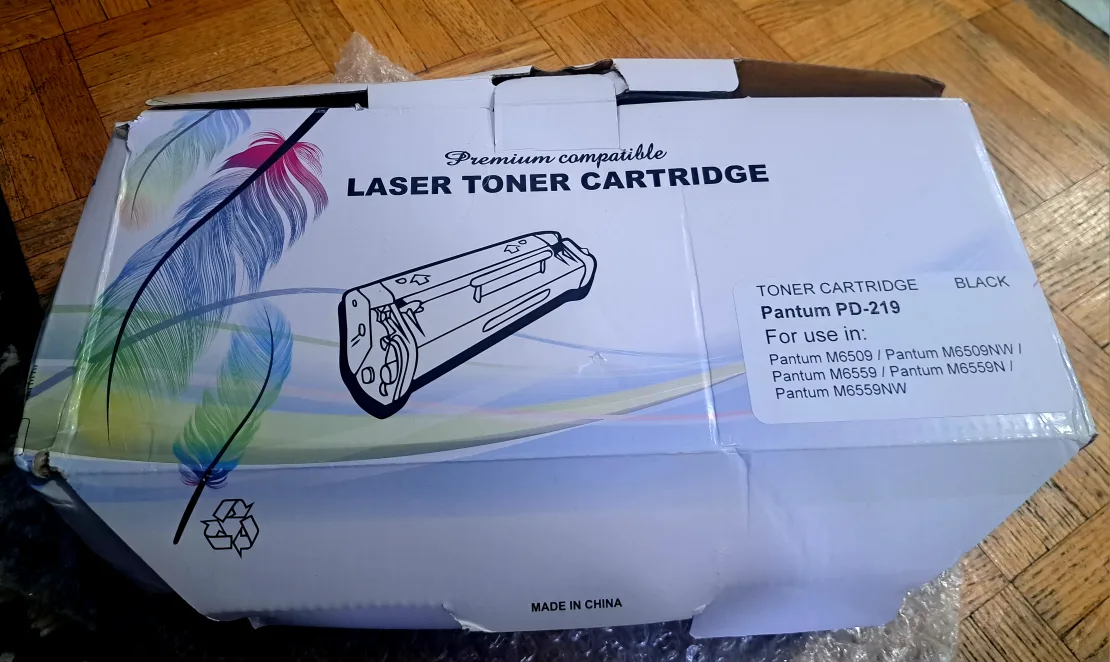 Premium compatible
LASER TONER CARTRIDGE
TONER CARTRIDGE BLACK
Pantum PD-219
For use in:
Pantum M6509 / Pantum M6509NW /
Pantum M6559 / Pantum M6559N /
Pantum M6559NW
MADE IN CHINA